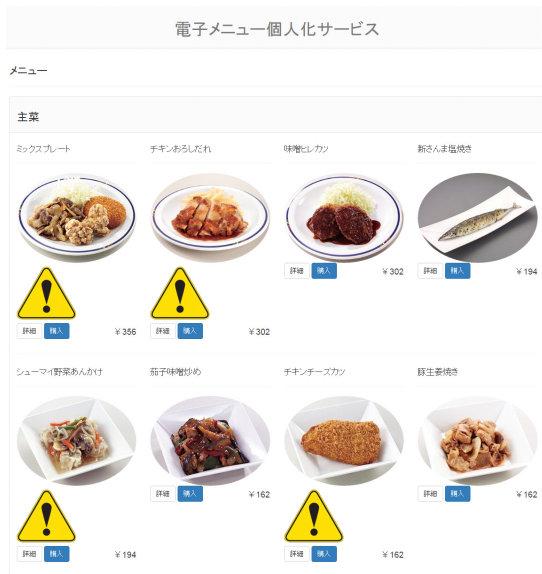 電子メニュー個人化サービス
メニュー
主菜
ミックスプレート
チキンおろしだれ
味噌ヒレカツ
新さんま塩焼き
詳細 購入 ¥302
詳細 購入 ¥194
詳細 購入 ¥356
詳細 購入 ¥302
シューマイ野菜あんかけ
茄子味噌炒め
チキンチーズカツ
豚生姜焼き
詳細 購入 ¥162
詳細 購入 ¥162
詳細 購入 ¥194
詳細 購入 ¥162